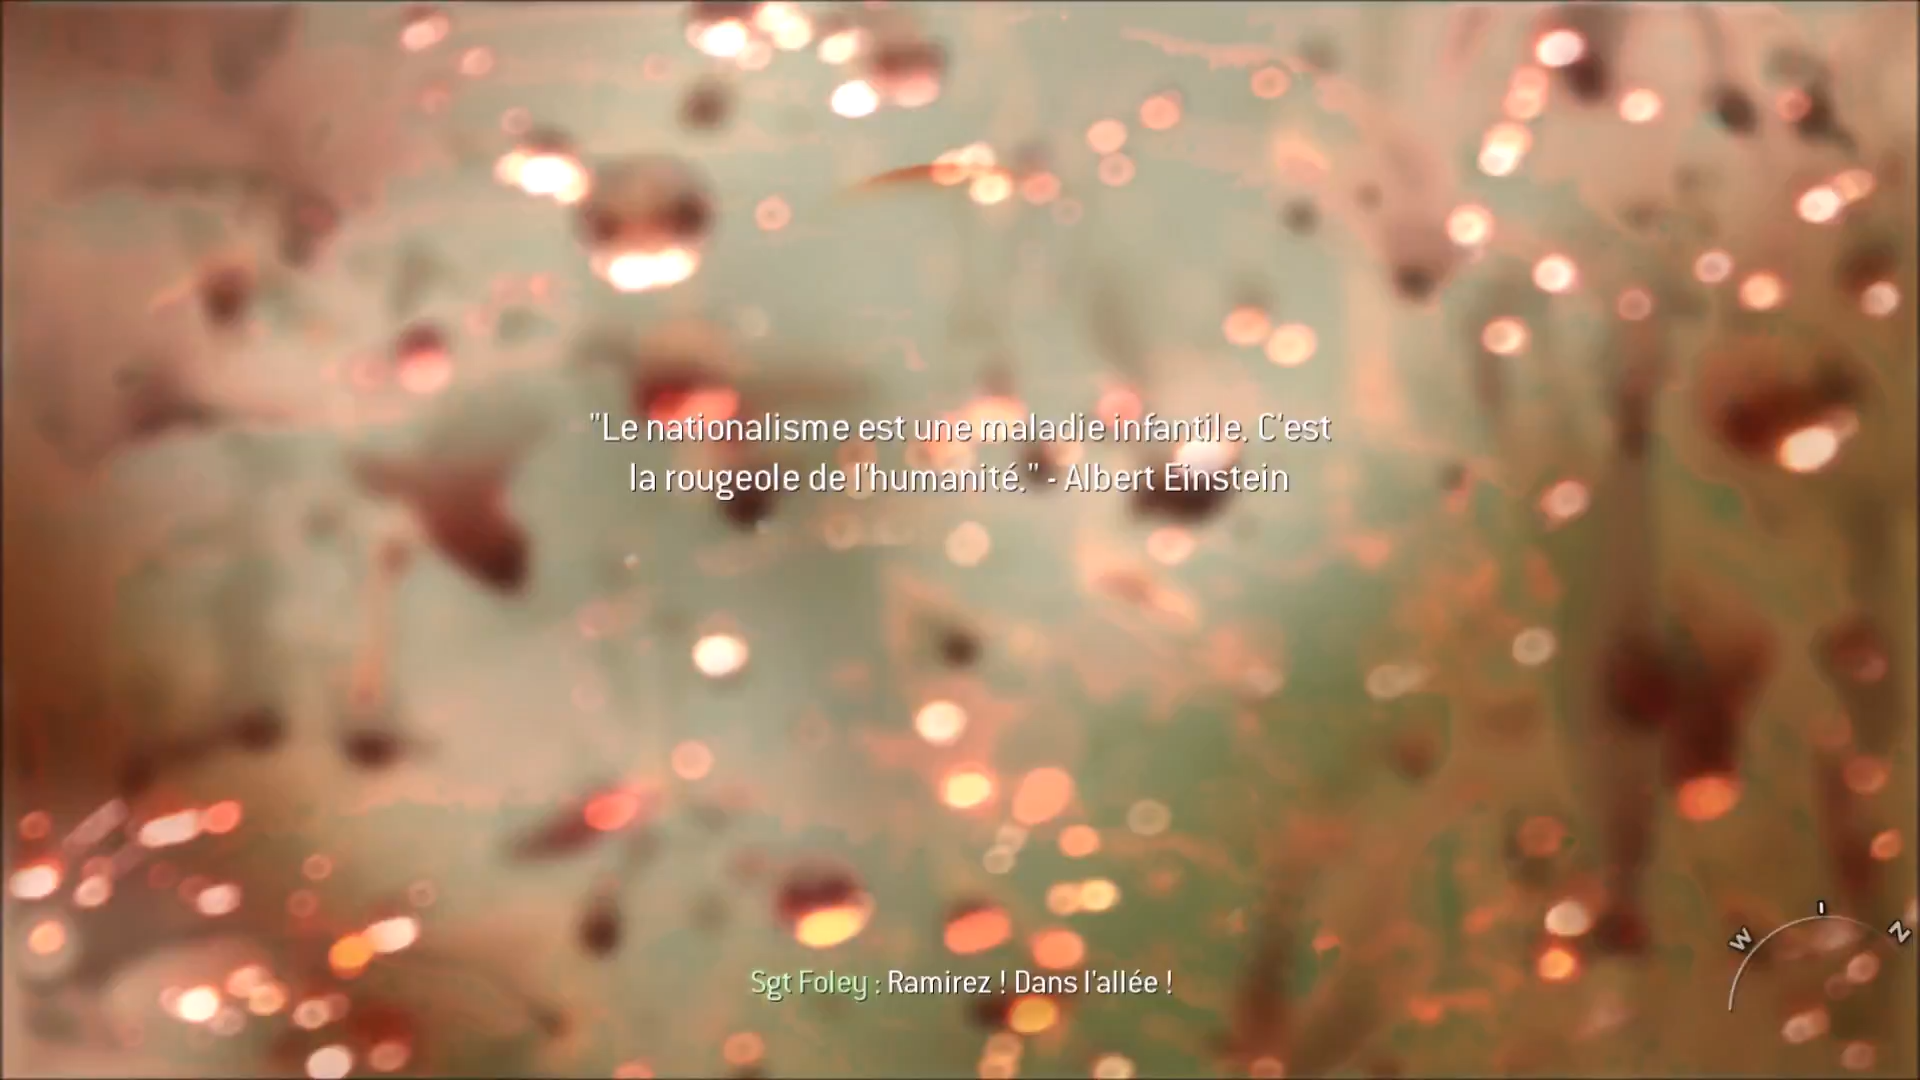 "Le nationalisme est une maladie infantile. C'est
la rougeole de l'humanité." - Albert Einstein
W
N
Sgt Foley : Ramirez ! Dans l'allée !